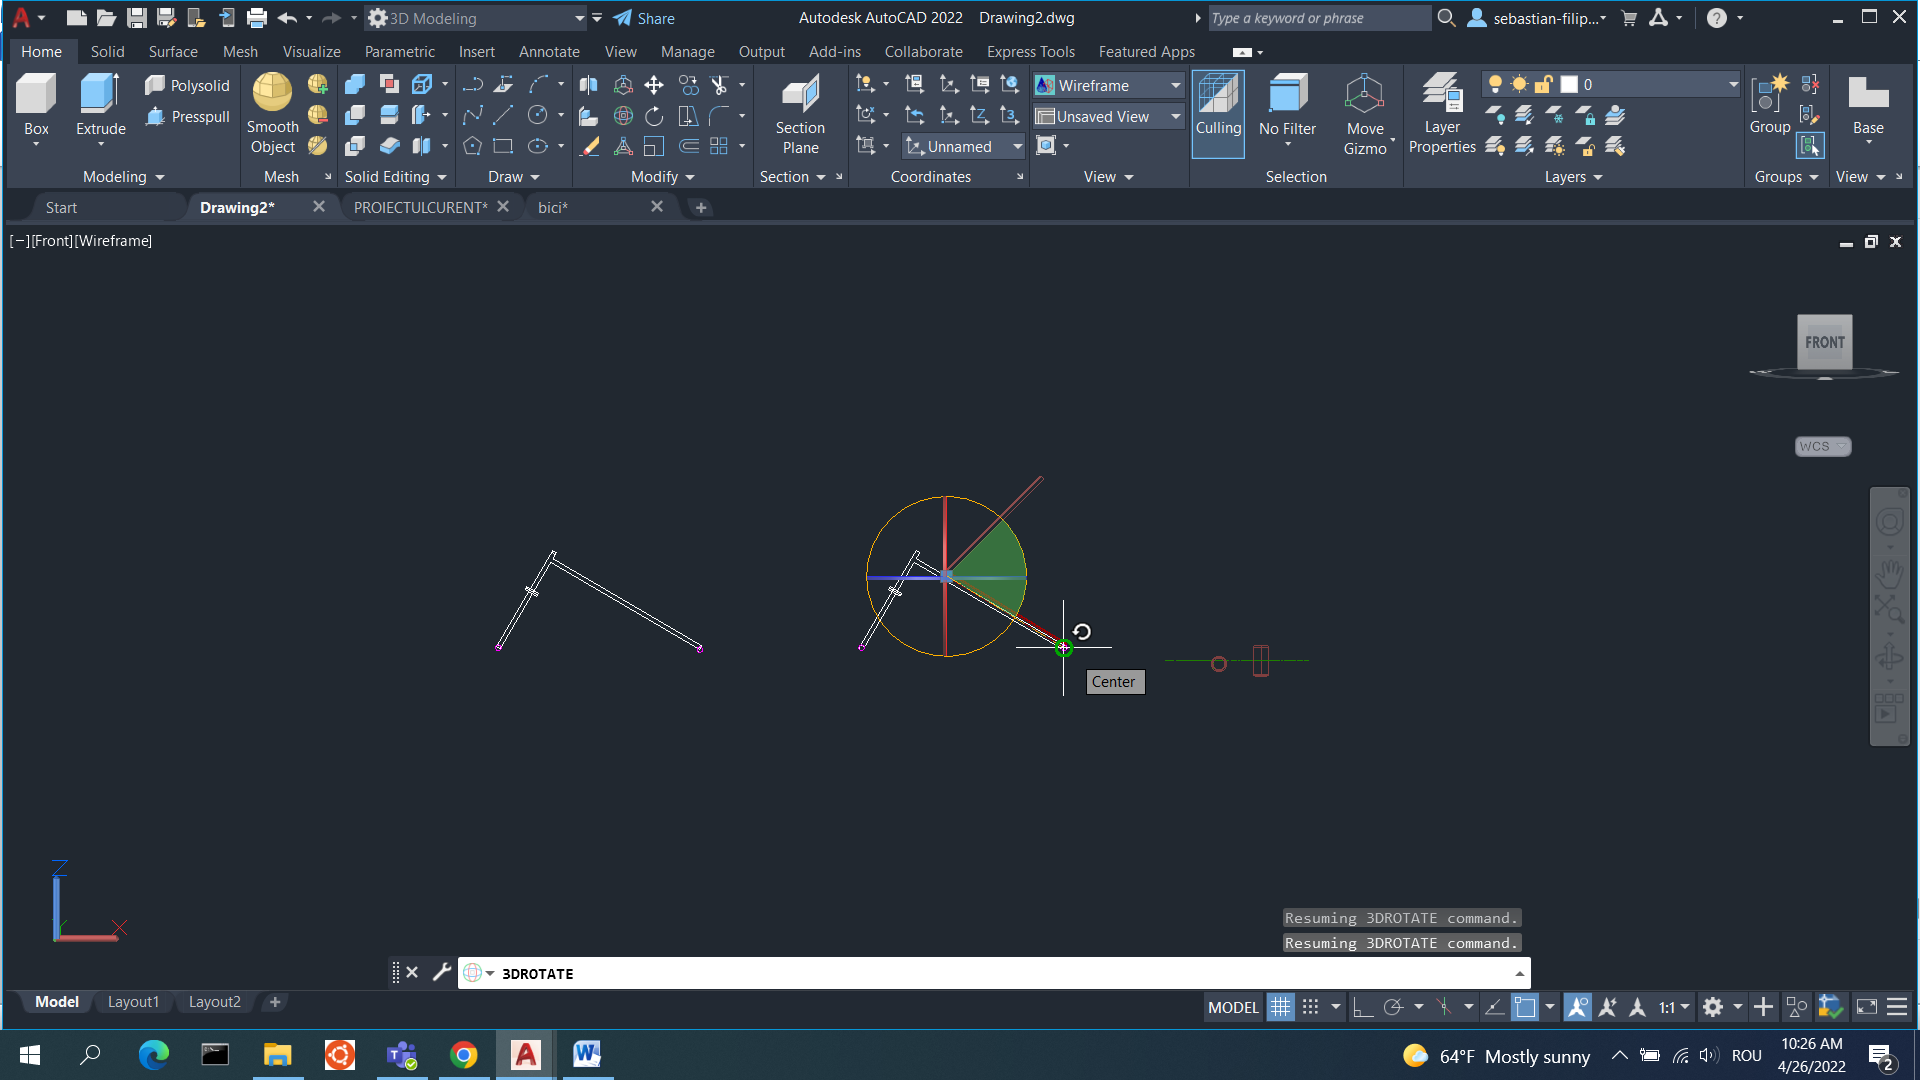 3D Modeling
Share
Autodesk AutoCAD 2022 Drawing2.dwg
Type a keyword or phrase
sebastian-filip...
Home Solid Surface Mesh Visualize Parametric Insert Annotate View Manage Output Add-ins Collaborate Express Tools Featured Apps
Box
Extrude
Polysolid
Presspull
Smooth
Object
Section
Plane
Wireframe
Unsaved View
Unnamed
Culling
No Filter
Move
Gizmo
Layer
Properties
0
Group
Base
Modeling Mesh Solid Editing Draw Modify Section Coordinates View Selection Layers Groups View
Start Drawing2* PROIECTULCURENT* bici*
[−][Front][Wireframe]
FRONT
WCS
Center
Z
X
Y
Resuming 3DROTATE command.
Resuming 3DROTATE command.
3DROTATE
Model Layout1 Layout2
MODEL
1:1
64°F Mostly sunny
ROU
10:26 AM
4/26/2022
2